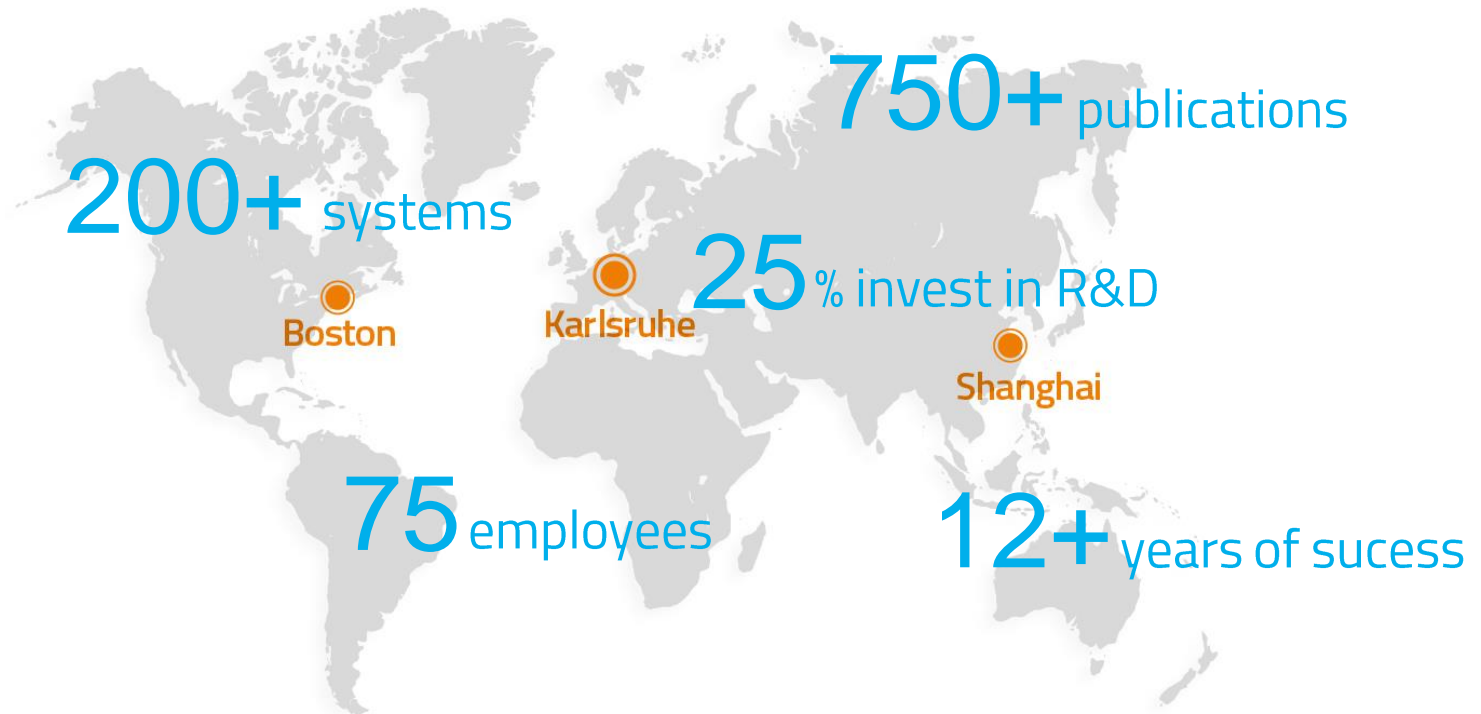 750+ publications
200+ systems
25 % invest in R&D
Boston
Karlsruhe
Shanghai
75 employees
12+ years of sucess